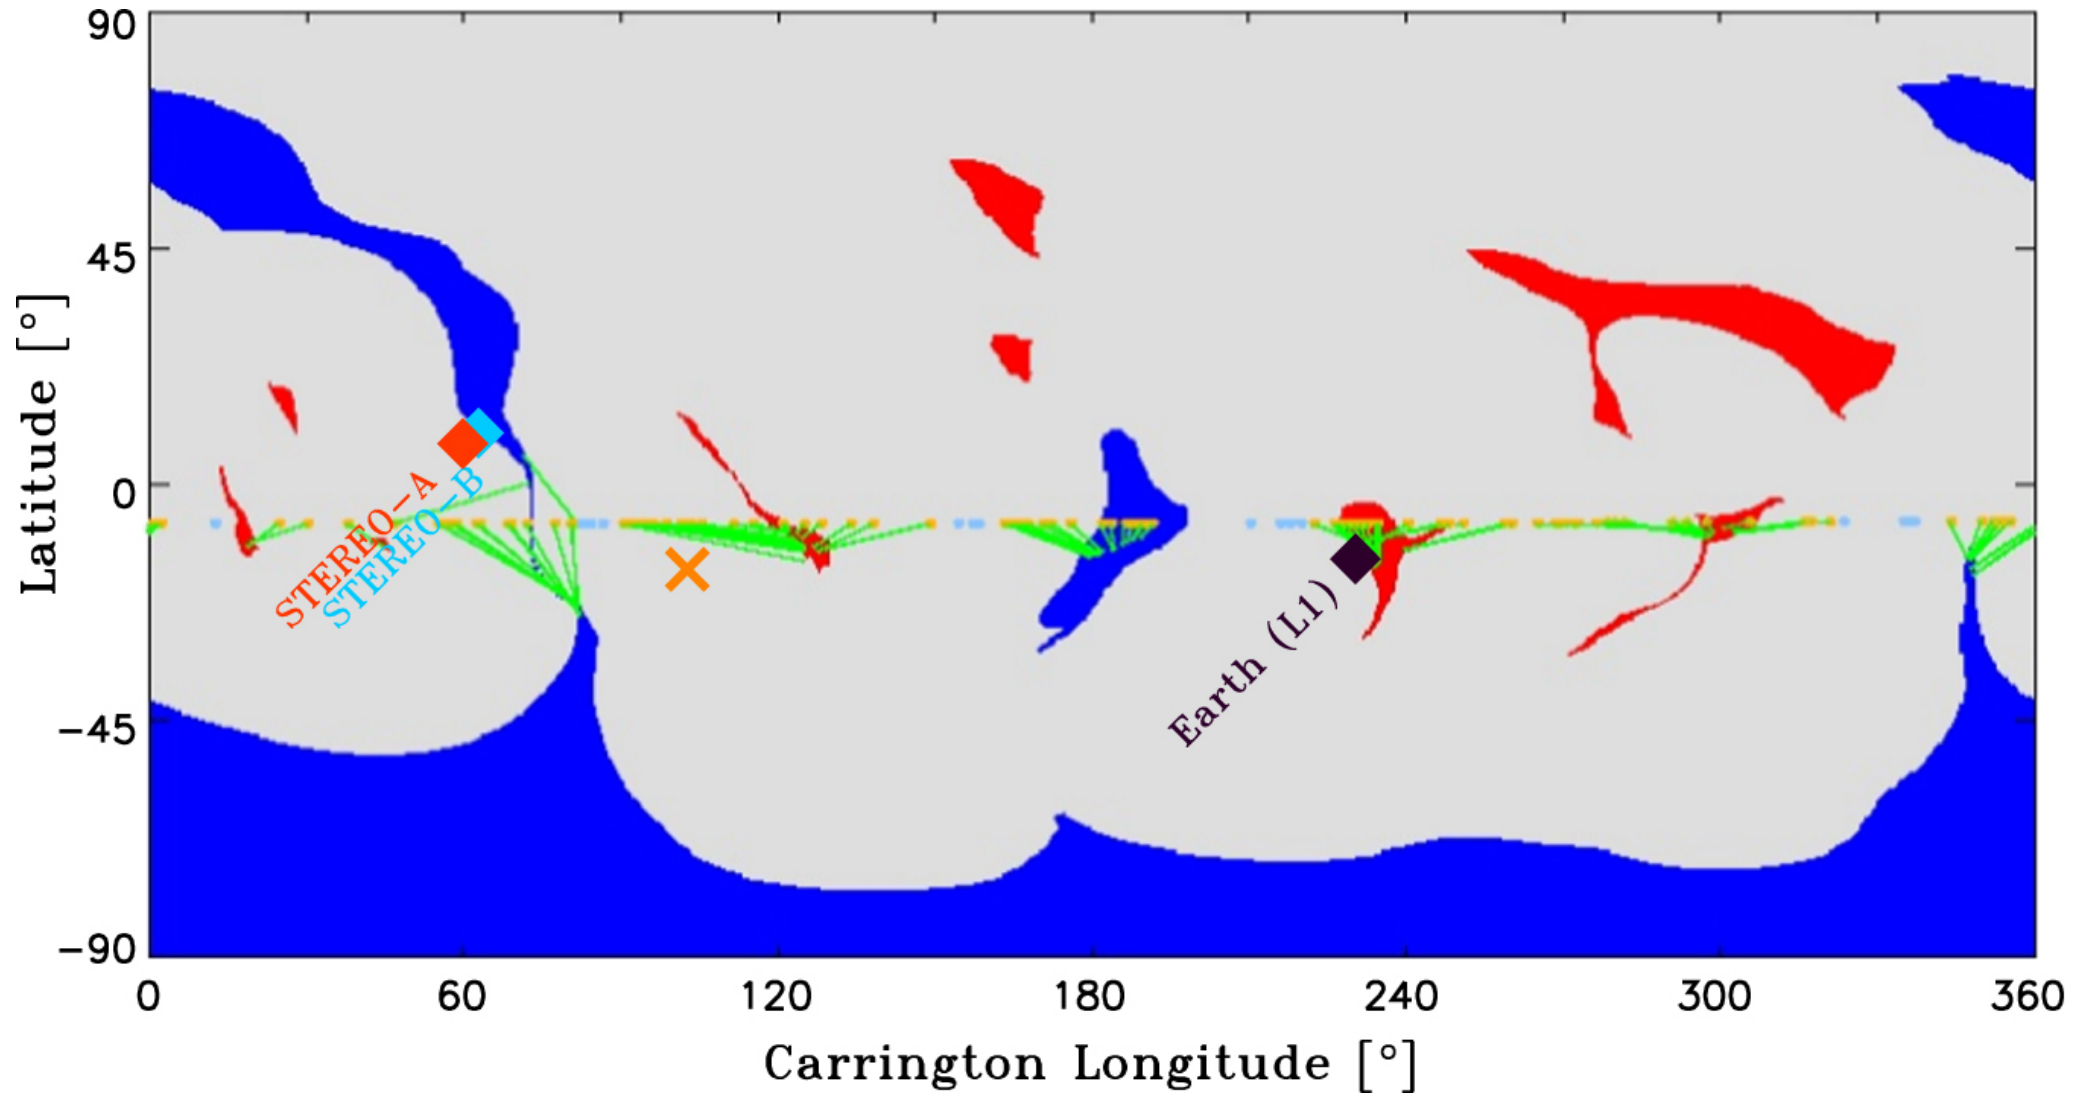 90
45
0
−45
−90
Latitude [°]
STEREO−A
STEREO−B
Earth (L1)
0 60 120 180 240 300 360
Carrington Longitude [°]